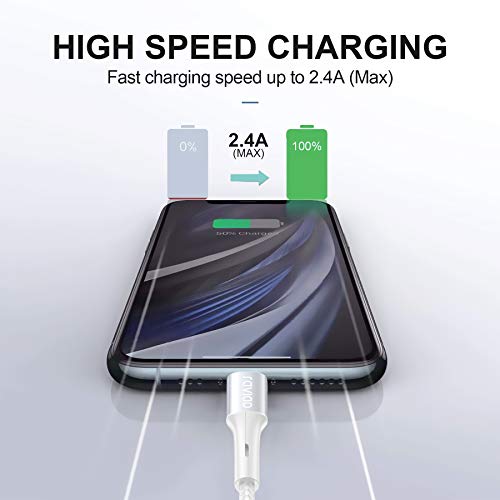 HIGH SPEED CHARGING
Fast charging speed up to 2.4A (Max)
0%
2.4A
(MAX)
100%
50% Charged